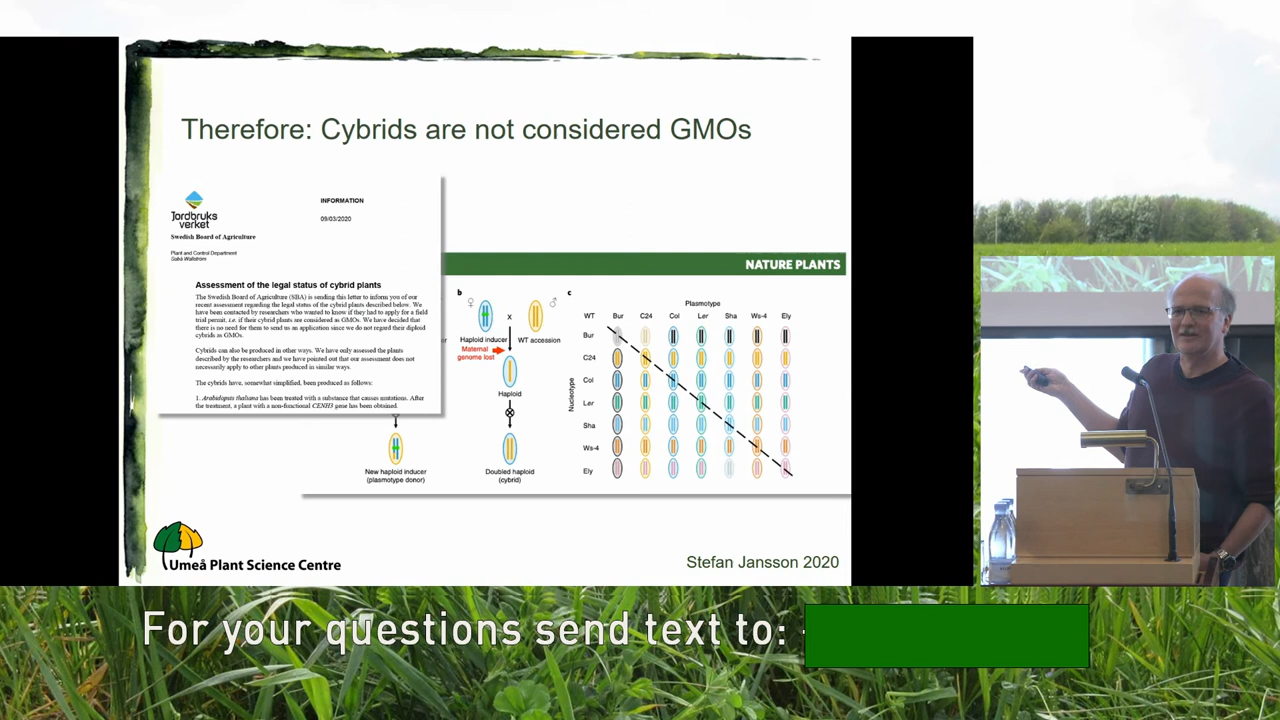 Therefore: Cybrids are not considered GMOs
Jordbruks
verket
Swedish Board of Agriculture
Plant and Control Department
INFORMATION
09/03/2020
Assessment of the legal status of cybrid plants
The Swedish Board of Agriculture (SBA) is sending this letter to inform you of our
recent assessment regarding the legal status of the cybrid plants described below. We
have been contacted by researchers who wanted to know if they had to apply for a field
trial permit, i.e. if their cybrid plants are considered as GMOs. We have decided that
there is no need for them to send us an application since we do not regard their diploid
cybrids as GMOs.
Cybrids can also be produced in other ways. We have only assessed the plants
described by the researchers and we have pointed out that our assessment does not
necessarily apply to other plants produced in similar ways.
The cybrids have, somewhat simplified, been produced as follows:
1. Arabidopsis thaliana has been treated with a substance that causes mutations. After
the treatment, a plant with a non-functional CENH3 gene has been obtained.
NATURE PLANTS
b
♀
♂
X
Haploid inducer
WT accession
Maternal
genome lost
Haploid
New haploid inducer
(plasmotype donor)
Doubled haploid
(cybrid)
c
Plasmotype
WT Bur C24 Col Ler Sha Ws-4 Ely
Nucleotype
Bur
C24
Col
Ler
Sha
Ws-4
Ely
Umeå Plant Science Centre
Stefan Jansson 2020
For your questions send text to: